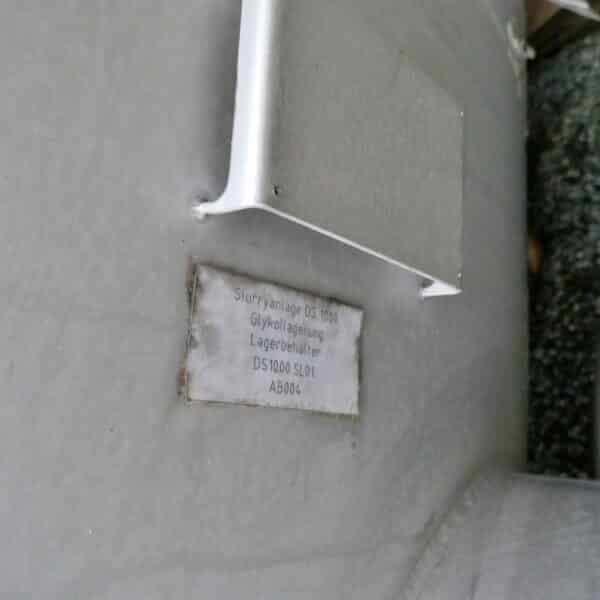 Slurryanlage DS 1000
Glykollagerung
Lagerbehälter
DS1000 SL01
AB004